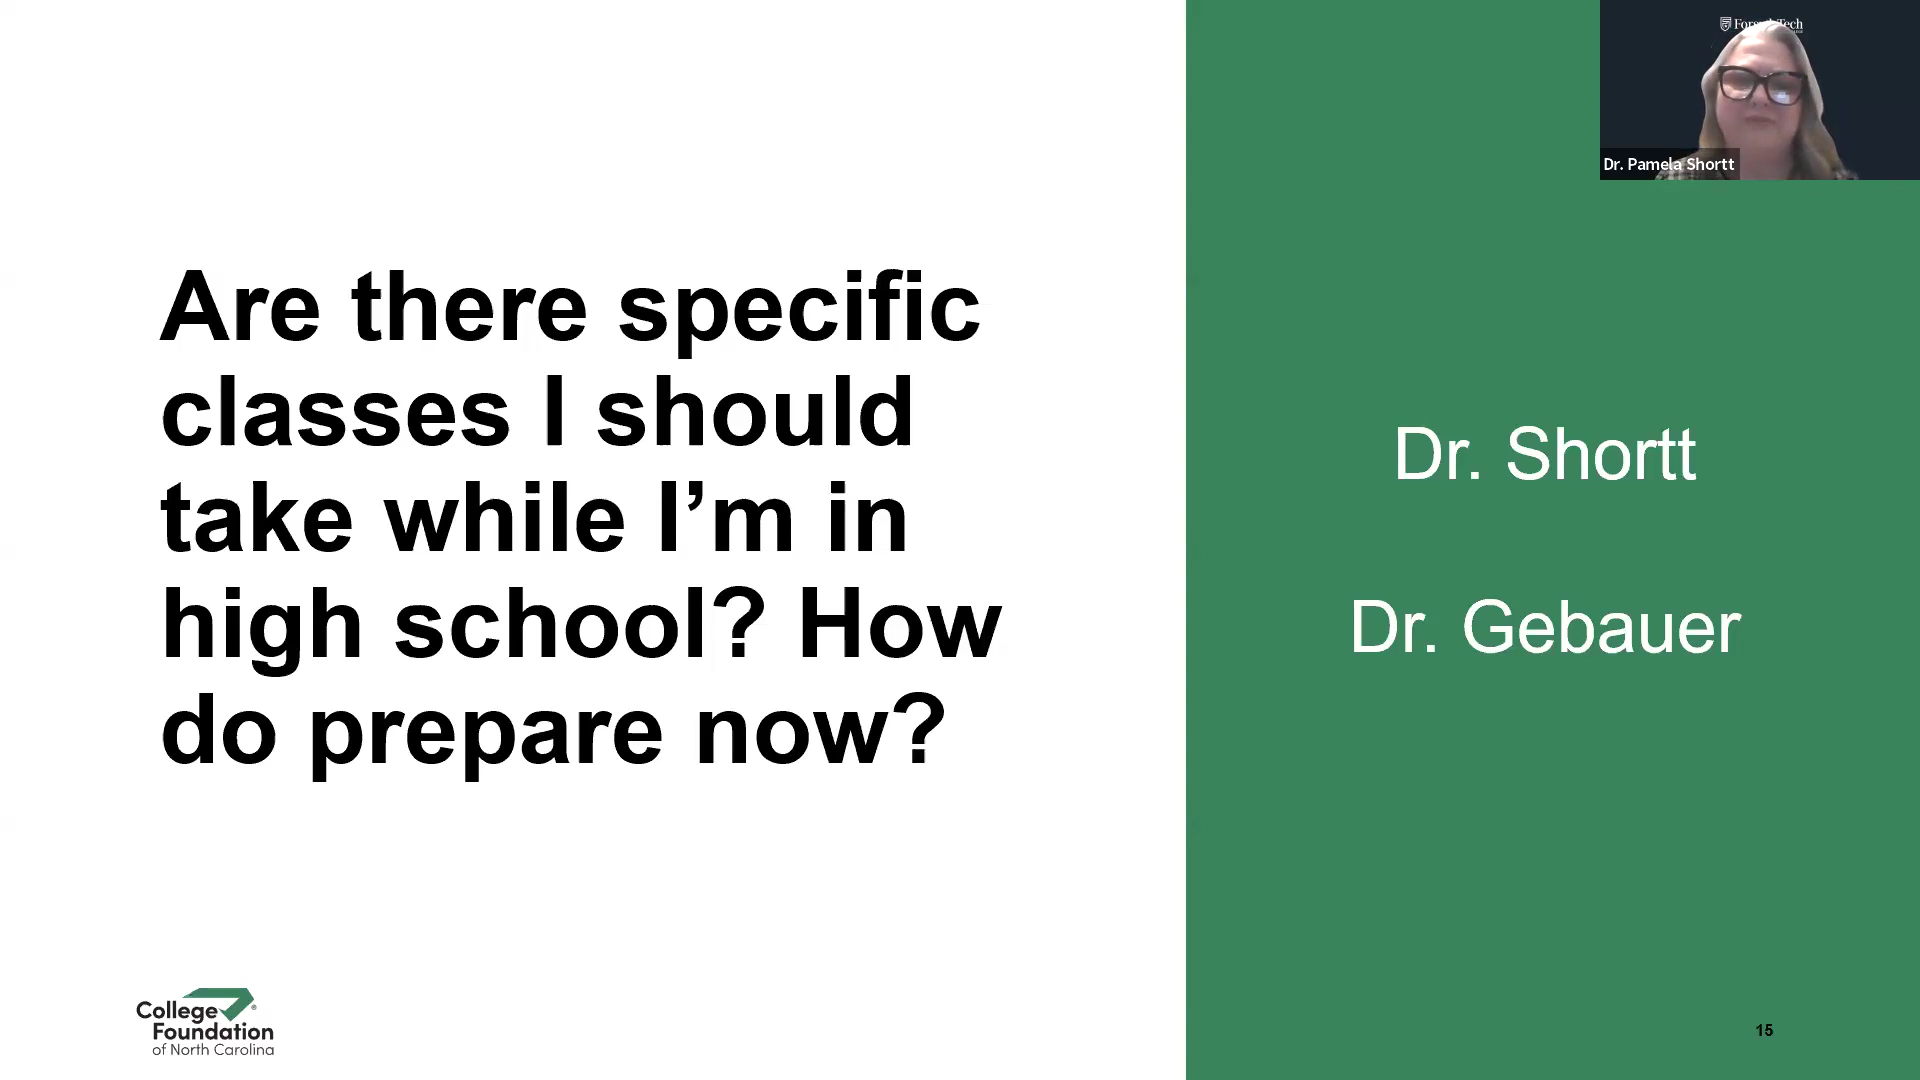 Are there specific
classes I should
take while I’m in
high school? How
do prepare now?
Dr. Shortt
Dr. Gebauer
Dr. Pamela Shortt
College
Foundation
of North Carolina
®
15